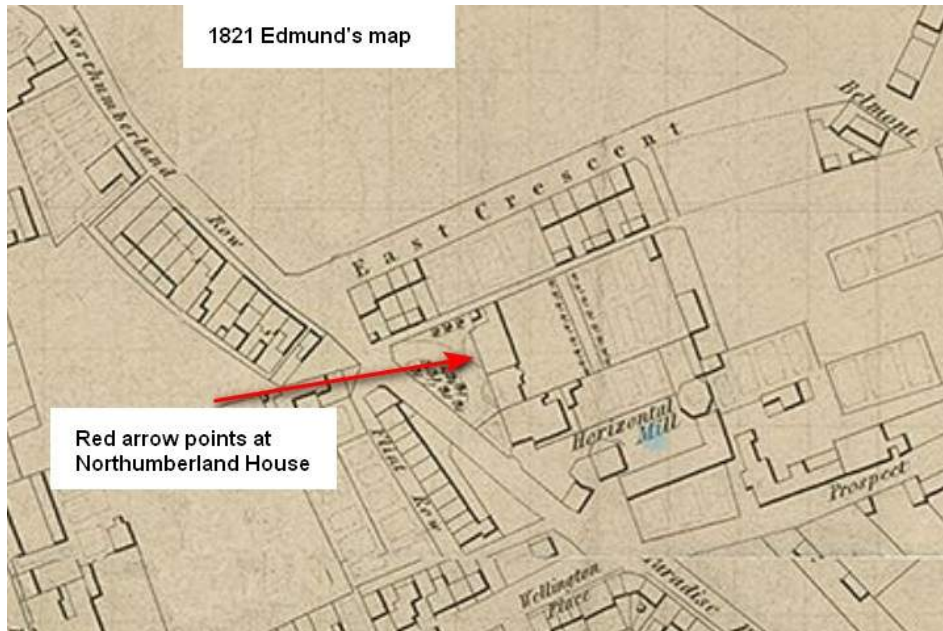 1821 Edmund's map
Northumberland
Row
East Crescent
Belmont
Red arrow points at
Northumberland House
Flint
Row
Horizontal
Mill
Prospect
Wellington
Place
Paradise